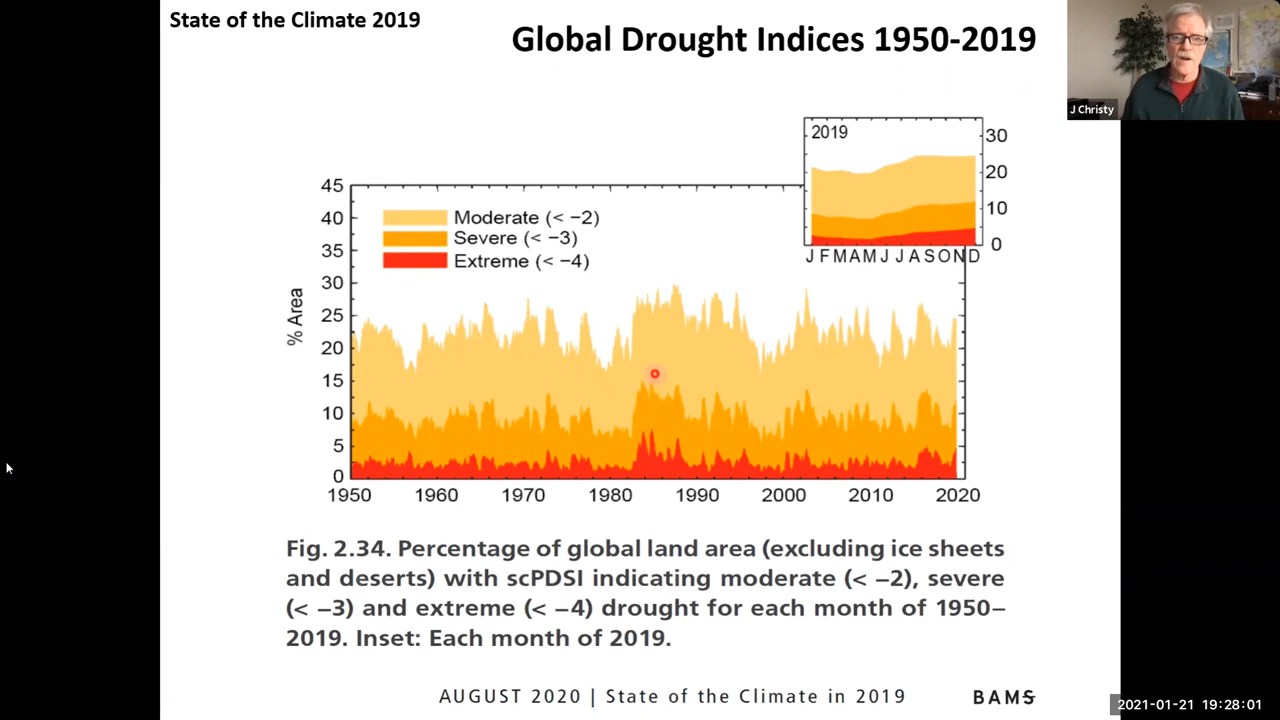 State of the Climate 2019
Global Drought Indices 1950-2019
J Christy
2019
30
20
10
0
J F M A M J J A S O N D
45
40
35
30
25
20
15
10
5
0
% Area
Moderate (< −2)
Severe (< −3)
Extreme (< −4)
1950 1960 1970 1980 1990 2000 2010 2020
Fig. 2.34. Percentage of global land area (excluding ice sheets
and deserts) with scPDSI indicating moderate (< −2), severe
(< −3) and extreme (< −4) drought for each month of 1950–
2019. Inset: Each month of 2019.
AUGUST 2020 | State of the Climate in 2019
BAMS
2021-01-21 19:28:01